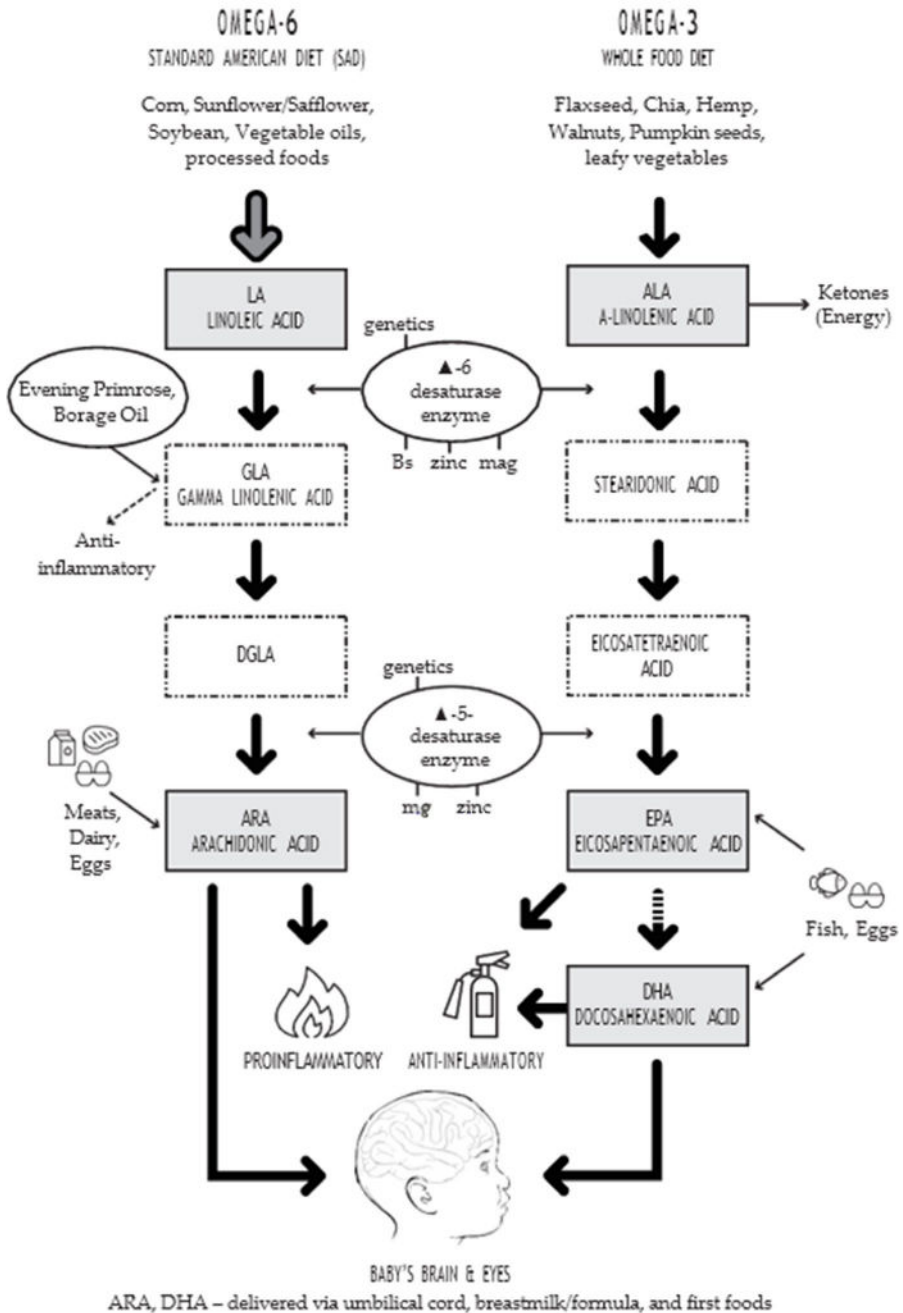 OMEGA-6
STANDARD AMERICAN DIET (SAD)
Corn, Sunflower/Safflower,
Soybean, Vegetable oils,
processed foods
OMEGA-3
WHOLE FOOD DIET
Flaxseed, Chia, Hemp,
Walnuts, Pumpkin seeds,
leafy vegetables
LA
LINOLEIC ACID
ALA
A-LINOLENIC ACID
Ketones
(Energy)
genetics
▲-6
desaturase
enzyme
Bs zinc mag
Evening Primrose,
Borage Oil
GLA
GAMMA LINOLENIC ACID
STEARIDONIC ACID
Anti-
inflammatory
DGLA
EICOSATETRAENOIC
ACID
genetics
▲-5-
desaturase
enzyme
mg zinc
Meats,
Dairy,
Eggs
ARA
ARACHIDONIC ACID
EPA
EICOSAPENTAENOIC ACID
Fish, Eggs
DHA
DOCOSAHEXAENOIC ACID
PROINFLAMMATORY
ANTI-INFLAMMATORY
BABY'S BRAIN & EYES
ARA, DHA – delivered via umbilical cord, breastmilk/formula, and first foods